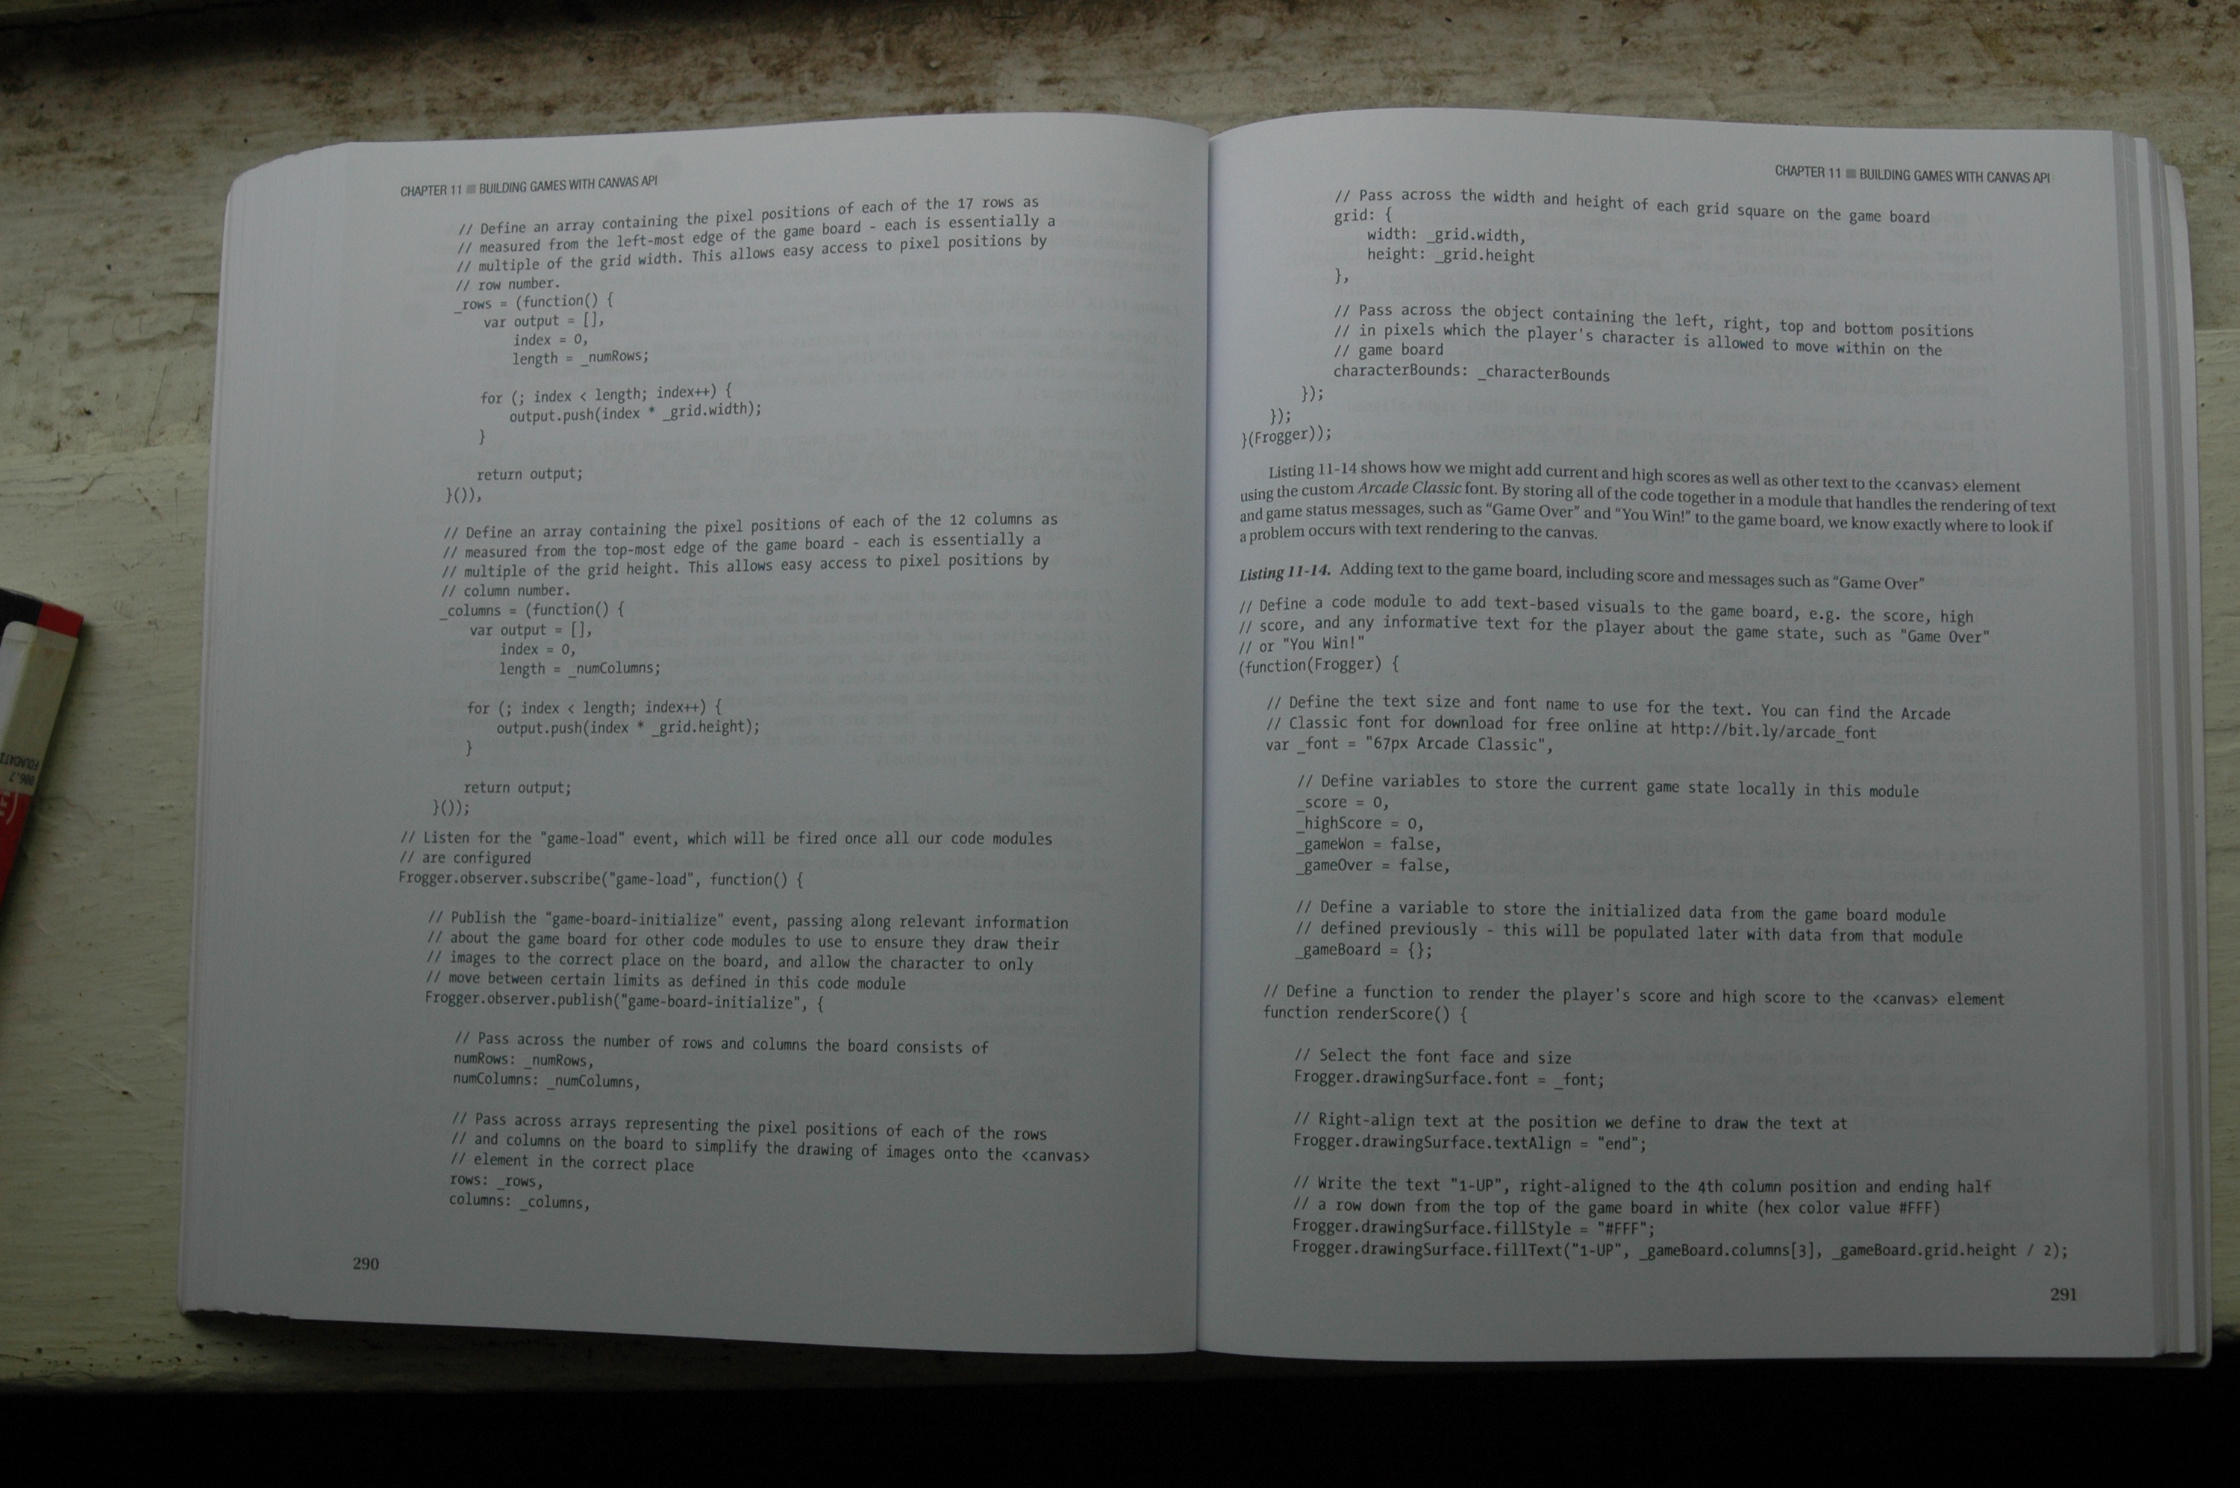 CHAPTER 11 ■ BUILDING GAMES WITH CANVAS API
// Define an array containing the pixel positions of each of the 17 rows as
// measured from the left-most edge of the game board - each is essentially a
// multiple of the grid width. This allows easy access to pixel positions by
// row number.
_rows = (function() {
var output = [],
index = 0,
length = _numRows;
for (; index < length; index++) {
output.push(index * _grid.width);
}
return output;
}()),
// Define an array containing the pixel positions of each of the 12 columns as
// measured from the top-most edge of the game board - each is essentially a
// multiple of the grid height. This allows easy access to pixel positions by
// column number.
_columns = (function() {
var output = [],
index = 0,
length = _numColumns;
for (; index < length; index++) {
output.push(index * _grid.height);
}
return output;
}());
// Listen for the "game-load" event, which will be fired once all our code modules
// are configured
Frogger.observer.subscribe("game-load", function() {
// Publish the "game-board-initialize" event, passing along relevant information
// about the game board for other code modules to use to ensure they draw their
// images to the correct place on the board, and allow the character to only
// move between certain limits as defined in this code module
Frogger.observer.publish("game-board-initialize", {
// Pass across the number of rows and columns the board consists of
numRows: _numRows,
numColumns: _numColumns,
// Pass across arrays representing the pixel positions of each of the rows
// and columns on the board to simplify the drawing of images onto the <canvas>
// element in the correct place
rows: _rows,
columns: _columns,
290
CHAPTER 11 ■ BUILDING GAMES WITH CANVAS API
// Pass across the width and height of each grid square on the game board
grid: {
width: _grid.width,
height: _grid.height
},
// Pass across the object containing the left, right, top and bottom positions
// in pixels which the player's character is allowed to move within on the
// game board
characterBounds: _characterBounds
});
});
}(Frogger));
Listing 11-14 shows how we might add current and high scores as well as other text to the <canvas> element
using the custom Arcade Classic font. By storing all of the code together in a module that handles the rendering of text
and game status messages, such as “Game Over” and “You Win!” to the game board, we know exactly where to look if
a problem occurs with text rendering to the canvas.
Listing 11-14. Adding text to the game board, including score and messages such as “Game Over”
// Define a code module to add text-based visuals to the game board, e.g. the score, high
// score, and any informative text for the player about the game state, such as "Game Over"
// or "You Win!"
(function(Frogger) {
// Define the text size and font name to use for the text. You can find the Arcade
// Classic font for download for free online at http://bit.ly/arcade_font
var _font = "67px Arcade Classic",
// Define variables to store the current game state locally in this module
_score = 0,
_highScore = 0,
_gameWon = false,
_gameOver = false,
// Define a variable to store the initialized data from the game board module
// defined previously - this will be populated later with data from that module
_gameBoard = {};
// Define a function to render the player's score and high score to the <canvas> element
function renderScore() {
// Select the font face and size
Frogger.drawingSurface.font = _font;
// Right-align text at the position we define to draw the text at
Frogger.drawingSurface.textAlign = "end";
// Write the text "1-UP", right-aligned to the 4th column position and ending half
// a row down from the top of the game board in white (hex color value #FFF)
Frogger.drawingSurface.fillStyle = "#FFF";
Frogger.drawingSurface.fillText("1-UP", _gameBoard.columns[3], _gameBoard.grid.height / 2);
291